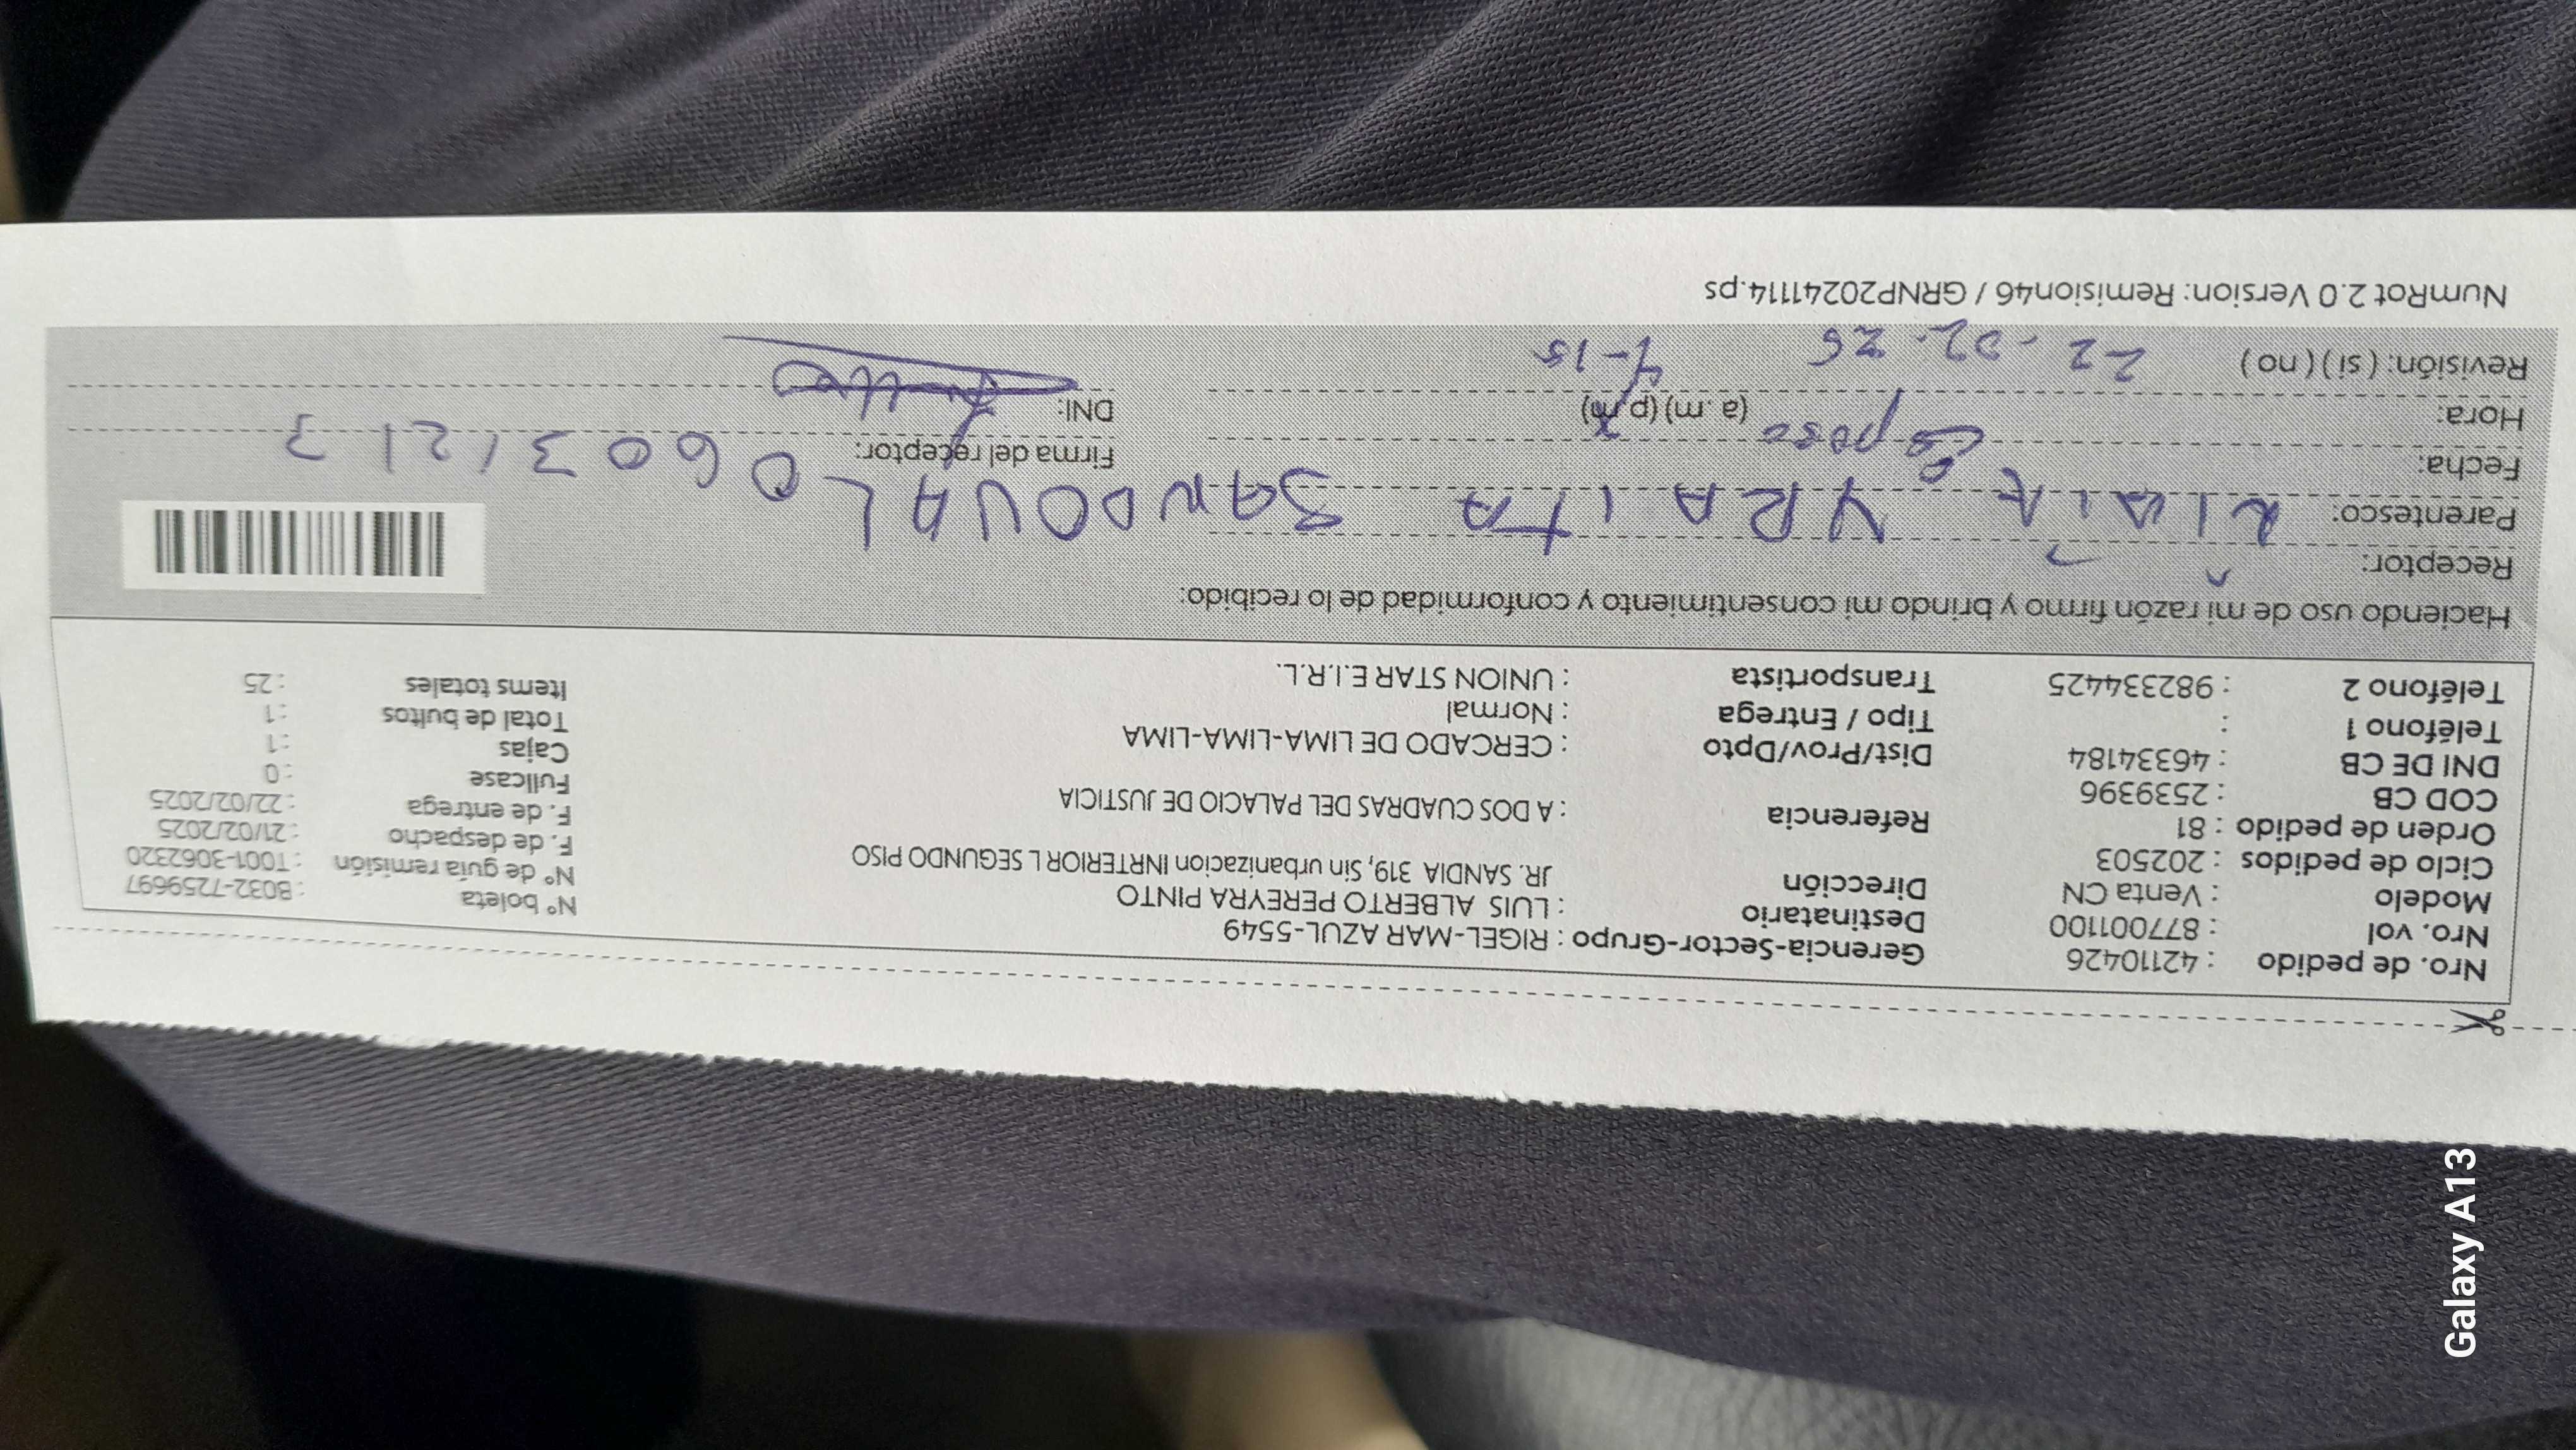 Nro. de pedido : 42110426 Gerencia-Sector-Grupo : RIGEL-MAR AZUL-5549 N° boleta : B032-7259697
Nro. vol : 877001100 Destinatario : LUIS ALBERTO PEREYRA PINTO N° de guía remisión : T001-3062320
Modelo : Venta CN Dirección JR. SANDIA 319, Sin urbanizacion INRTERIOR L SEGUNDO PISO F. de despacho : 21/02/2025
Ciclo de pedidos : 202503 F. de entrega : 22/02/2025
Orden de pedido : 81 Referencia : A DOS CUADRAS DEL PALACIO DE JUSTICIA Fullcase : 0
COD CB : 2539396 Cajas : 1
DNI DE CB : 46334184 Dist/Prov/Dpto : CERCADO DE LIMA-LIMA-LIMA Total de bultos : 1
Teléfono 1 : Tipo / Entrega : Normal Items totales : 25
Teléfono 2 : 982334425 Transportista : UNION STAR E.I.R.L.
Haciendo uso de mi razón firmo y brindo mi consentimiento y conformidad de lo recibido:
Receptor:
Parentesco: YRAITA SANDOVAL
Fecha: Esposo Firma del receptor: 06031213
Hora: (a. m) (p. m) DNI:
Revisión: ( si ) ( no ) 22-02-25 4-15
NumRot 2.0 Version: Remision46 / GRNP20241114.ps
Galaxy A13